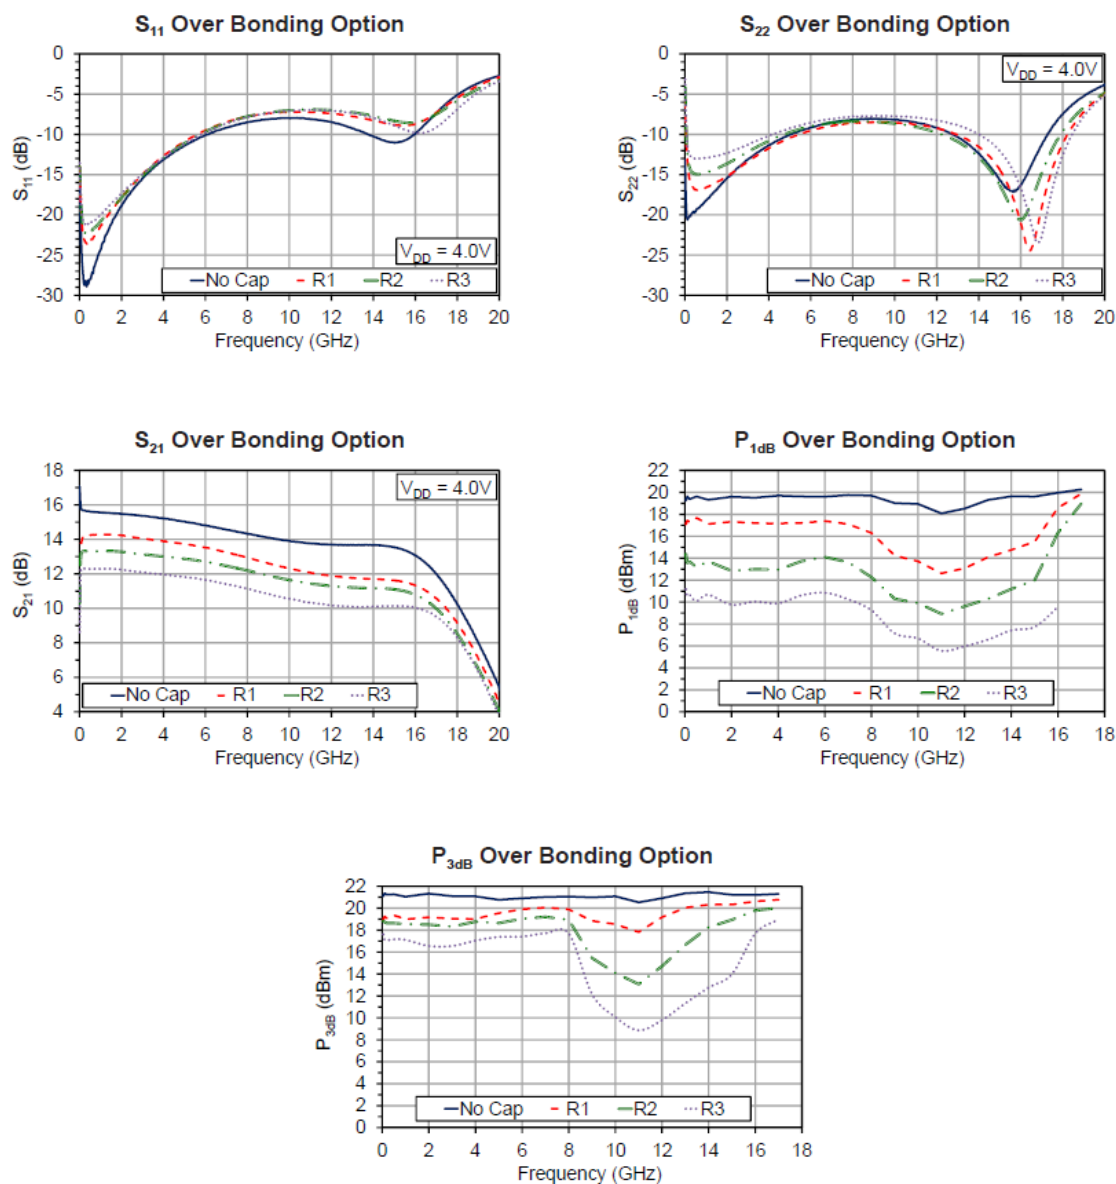 S11 Over Bonding Option
0
-5
-10
-15
-20
-25
-30
S11 (dB)
VDD = 4.0V
No Cap R1 R2 R3
0 2 4 6 8 10 12 14 16 18 20
Frequency (GHz)
S22 Over Bonding Option
0
-5
-10
-15
-20
-25
-30
S22 (dB)
VDD = 4.0V
No Cap R1 R2 R3
0 2 4 6 8 10 12 14 16 18 20
Frequency (GHz)
S21 Over Bonding Option
18
16
14
12
10
8
6
4
S21 (dB)
VDD = 4.0V
No Cap R1 R2 R3
0 2 4 6 8 10 12 14 16 18 20
Frequency (GHz)
P1dB Over Bonding Option
22
20
18
16
14
12
10
8
6
4
2
0
P1dB (dBm)
No Cap R1 R2 R3
0 2 4 6 8 10 12 14 16 18
Frequency (GHz)
P3dB Over Bonding Option
22
20
18
16
14
12
10
8
6
4
2
0
P3dB (dBm)
No Cap R1 R2 R3
0 2 4 6 8 10 12 14 16 18
Frequency (GHz)